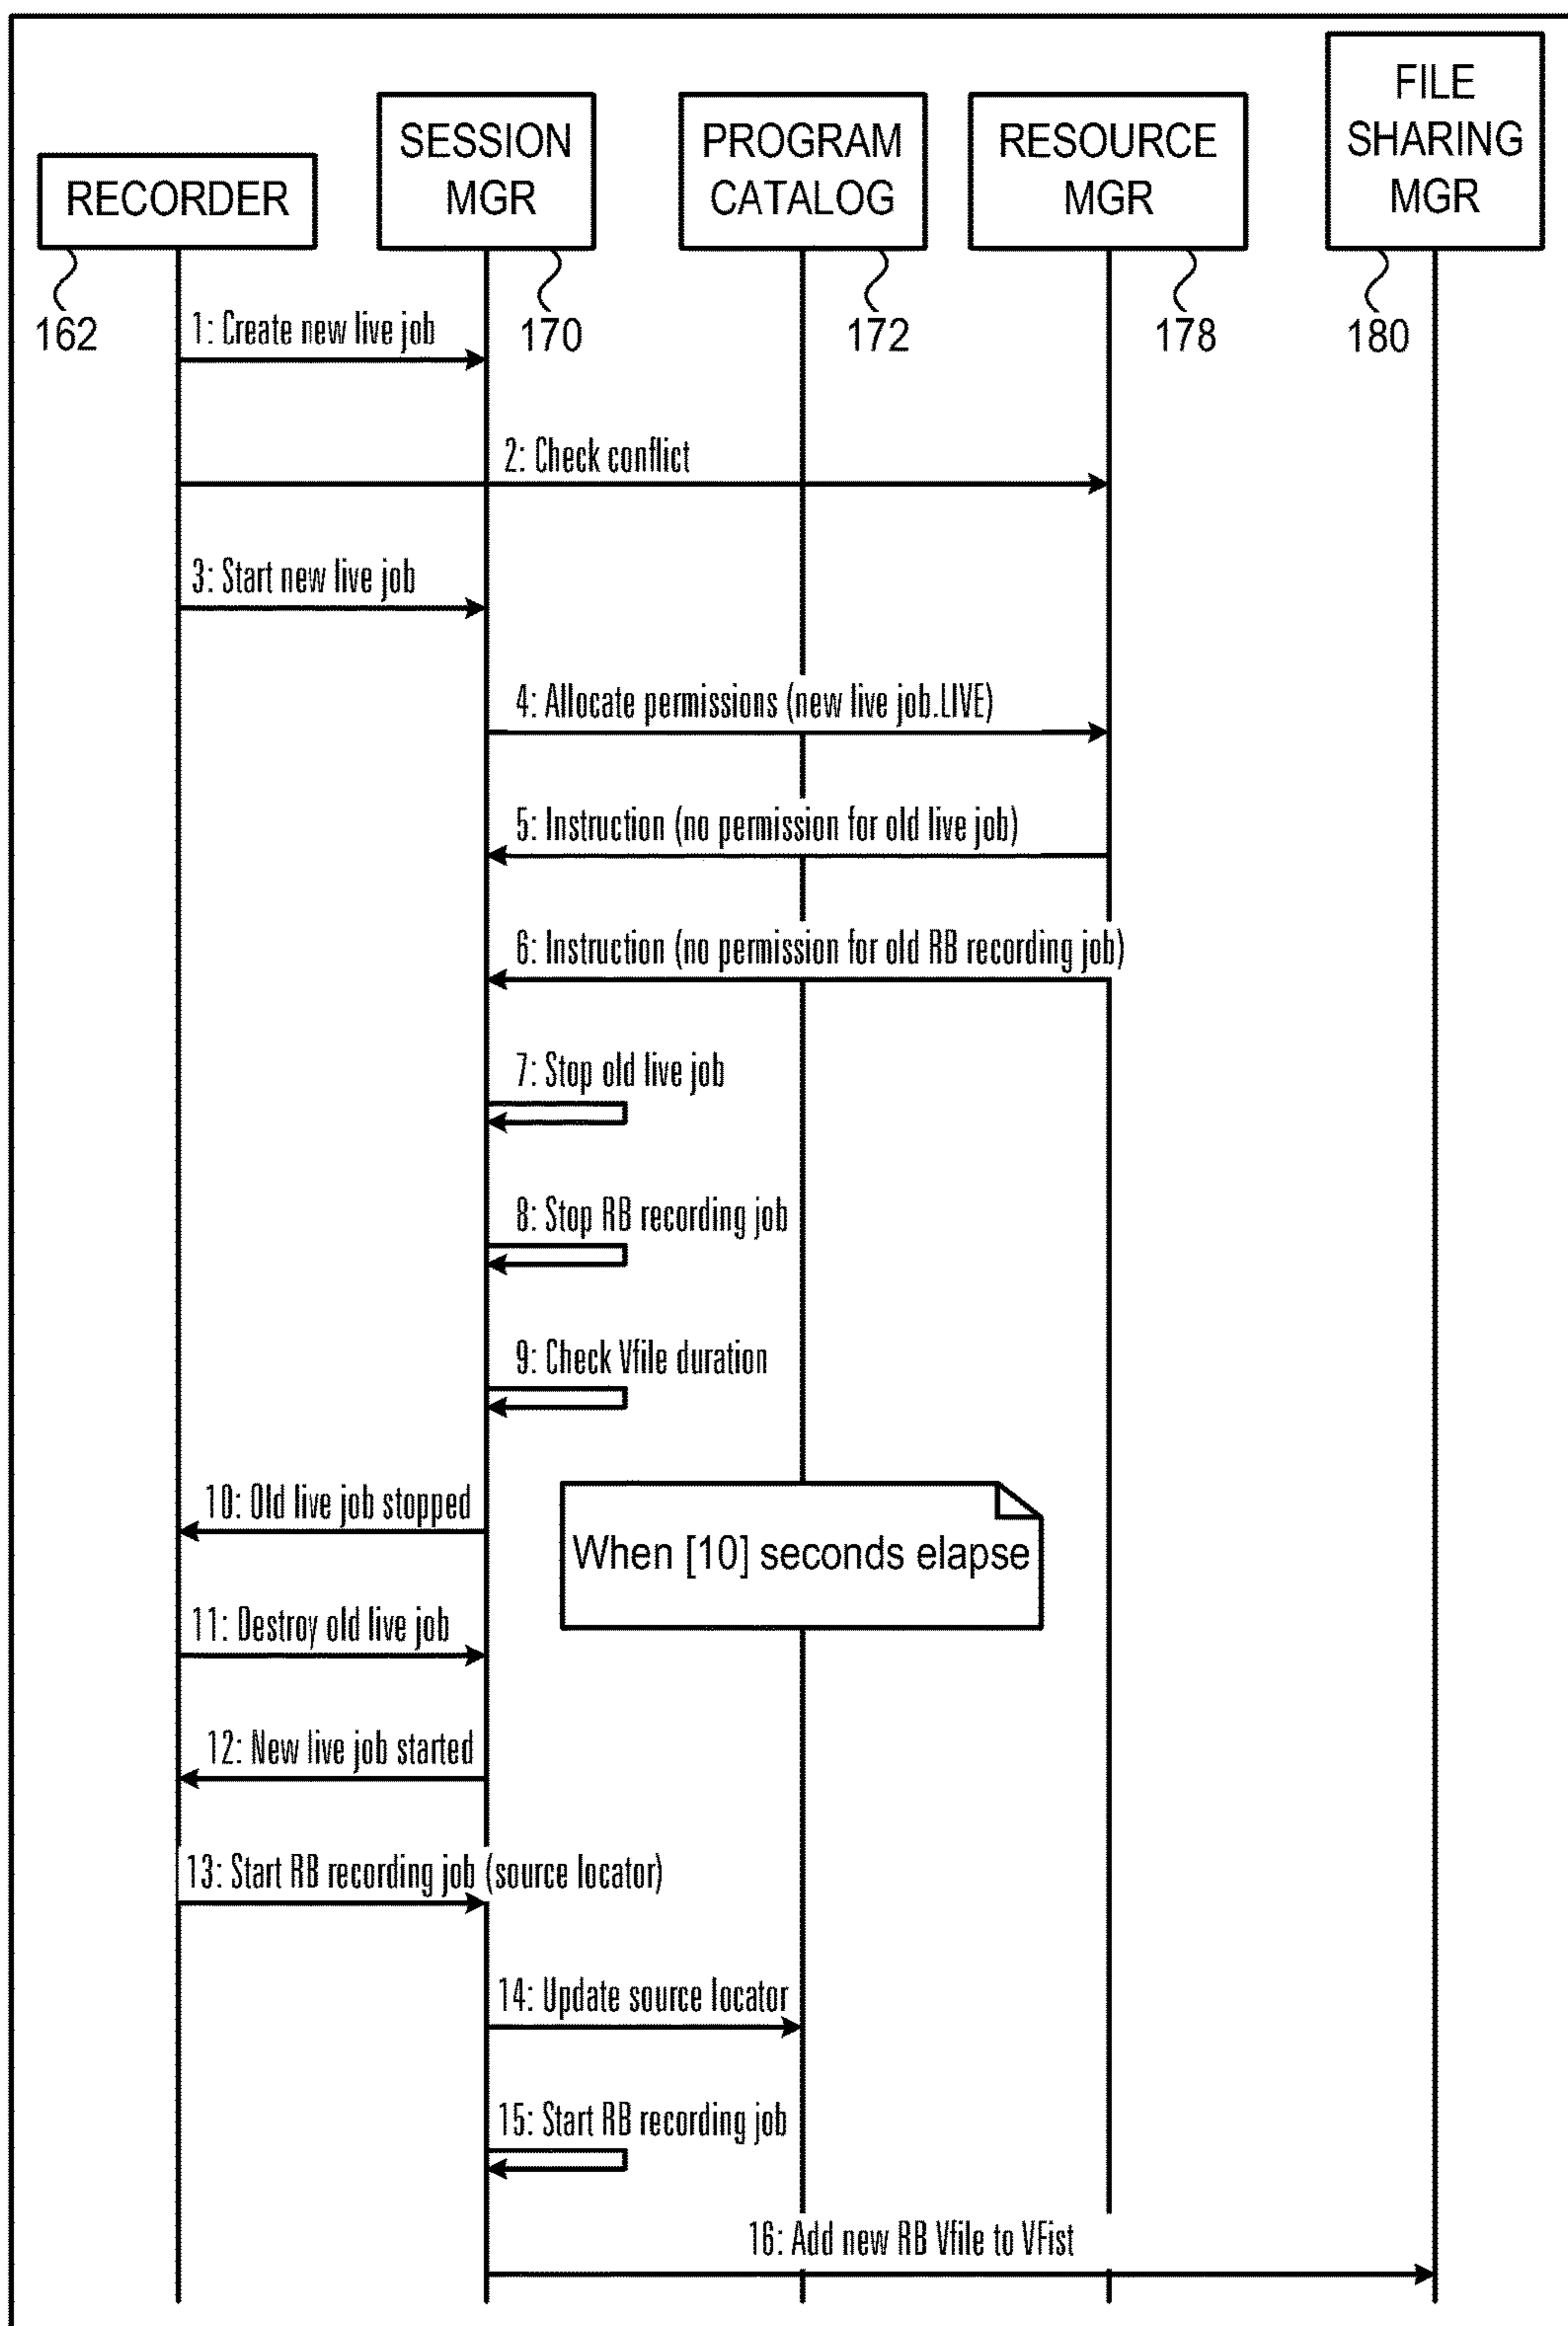 FILE
SHARING
MGR
SESSION
MGR
PROGRAM
CATALOG
RESOURCE
MGR
RECORDER
162
170
172
178
180
1: Create new live job
2: Check conflict
3: Start new live job
4: Allocate permissions (new live job.LIVE)
5: Instruction (no permission for old live job)
6: Instruction (no permission for old RB recording job)
7: Stop old live job
8: Stop RB recording job
9: Check Vfile duration
10: Old live job stopped
When [10] seconds elapse
11: Destroy old live job
12: New live job started
13: Start RB recording job (source locator)
14: Update source locator
15: Start RB recording job
16: Add new RB Vfile to VFist